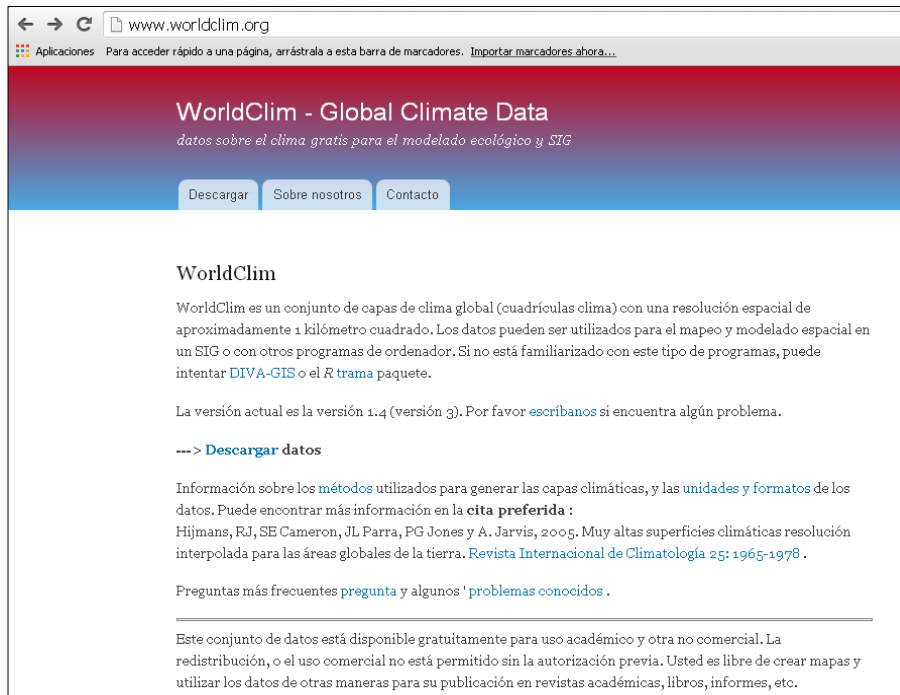 www.worldclim.org
Aplicaciones Para acceder rápido a una página, arrástrala a esta barra de marcadores. Importar marcadores ahora...
WorldClim - Global Climate Data
datos sobre el clima gratis para el modelado ecológico y SIG
Descargar Sobre nosotros Contacto
WorldClim
WorldClim es un conjunto de capas de clima global (cuadrículas clima) con una resolución espacial de
aproximadamente 1 kilómetro cuadrado. Los datos pueden ser utilizados para el mapeo y modelado espacial en
un SIG o con otros programas de ordenador. Si no está familiarizado con este tipo de programas, puede
intentar DIVA-GIS o el R trama paquete.
La versión actual es la versión 1.4 (versión 3). Por favor escríbanos si encuentra algún problema.
---> Descargar datos
Información sobre los métodos utilizados para generar las capas climáticas, y las unidades y formatos de los
datos. Puede encontrar más información en la cita preferida :
Hijmans, RJ, SE Cameron, JL Parra, PG Jones y A. Jarvis, 2005. Muy altas superficies climáticas resolución
interpolada para las áreas globales de la tierra. Revista Internacional de Climatología 25: 1965-1978 .
Preguntas más frecuentes pregunta y algunos ' problemas conocidos .
Este conjunto de datos está disponible gratuitamente para uso académico y otra no comercial. La
redistribución, o el uso comercial no está permitido sin la autorización previa. Usted es libre de crear mapas y
utilizar los datos de otras maneras para su publicación en revistas académicas, libros, informes, etc.